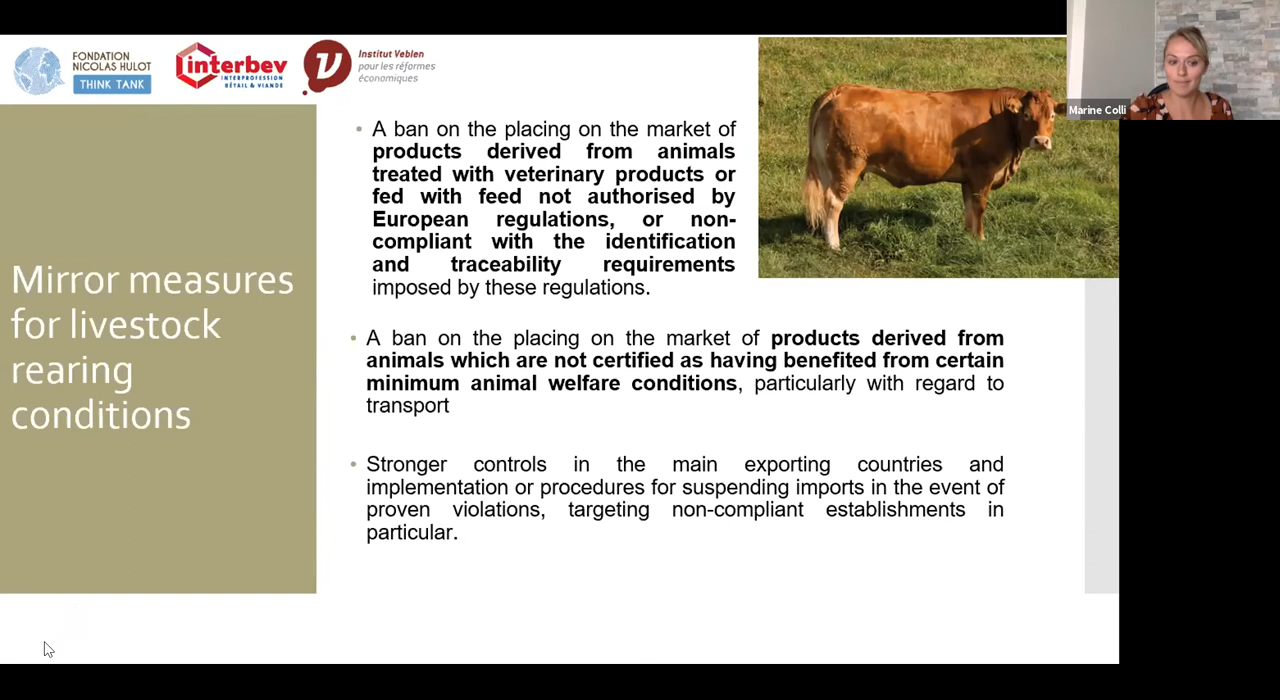 FONDATION
NICOLAS HULOT
THINK TANK
interbev
INTERPROFESSION
BÉTAIL & VIANDE
V
Institut Veblen
pour les réformes
économiques
Marine Colli
Mirror measures
for livestock
rearing
conditions
• A ban on the placing on the market of
products derived from animals
treated with veterinary products or
fed with feed not authorised by
European regulations, or non-
compliant with the identification
and traceability requirements
imposed by these regulations.
• A ban on the placing on the market of products derived from
animals which are not certified as having benefited from certain
minimum animal welfare conditions, particularly with regard to
transport
• Stronger controls in the main exporting countries and
implementation or procedures for suspending imports in the event of
proven violations, targeting non-compliant establishments in
particular.